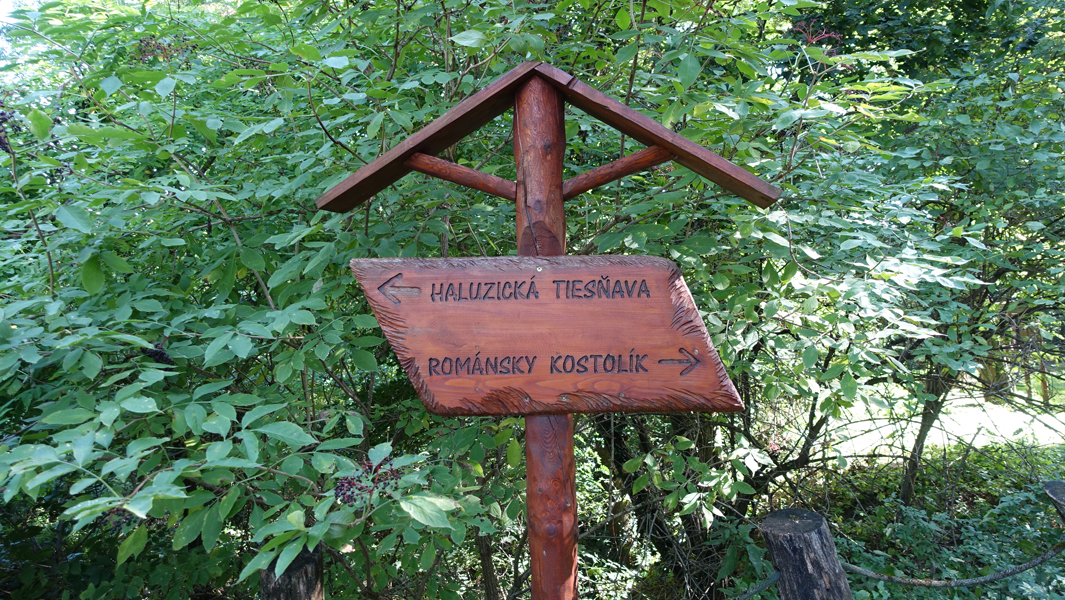 ← HALUZICKÁ TIESŇAVA
ROMÁNSKY KOSTOLÍK →